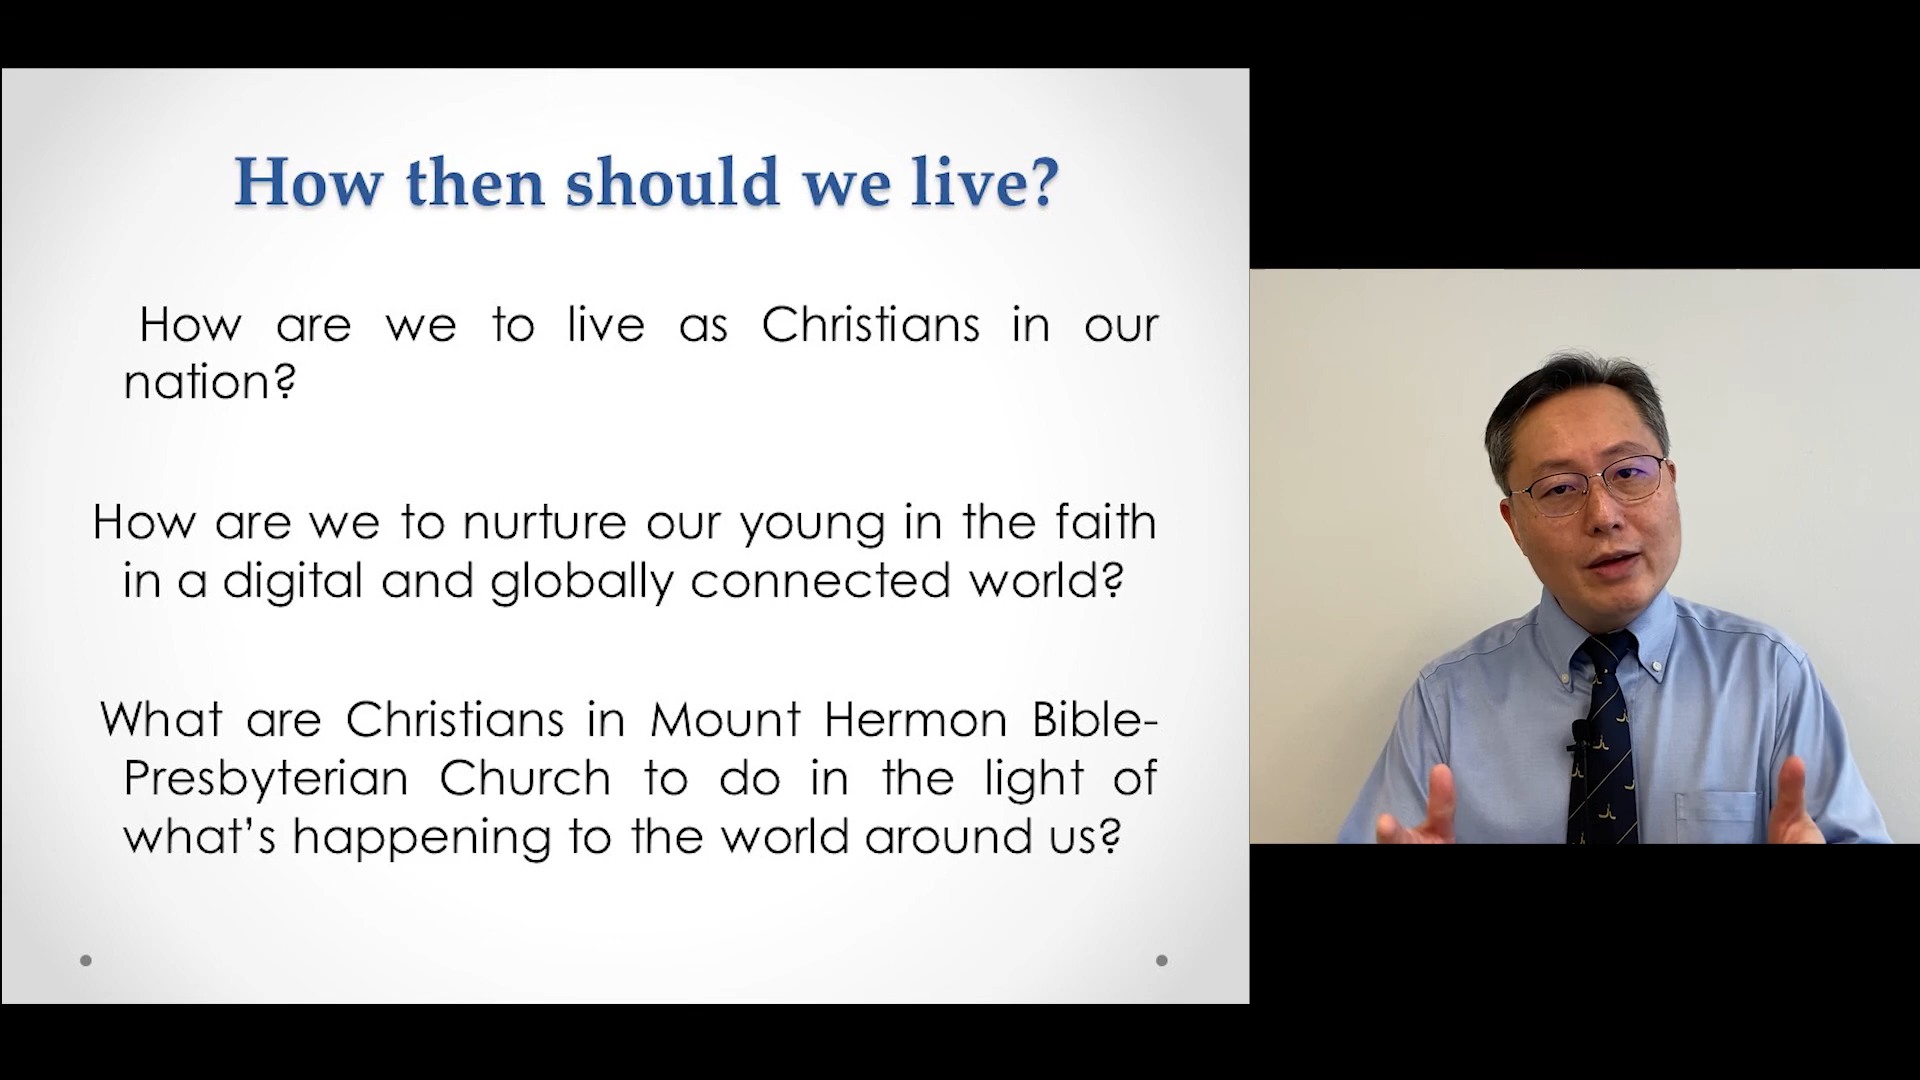 How then should we live?
How are we to live as Christians in our
nation?
How are we to nurture our young in the faith
in a digital and globally connected world?
What are Christians in Mount Hermon Bible-
Presbyterian Church to do in the light of
what's happening to the world around us?